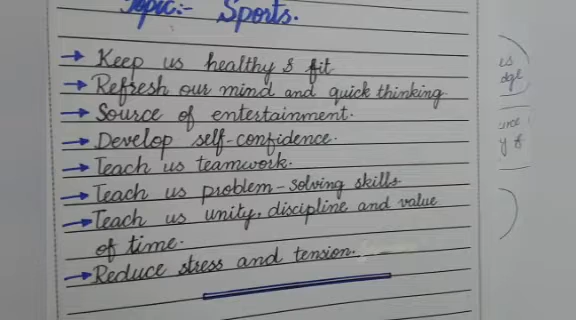 Topic:- Sports.
→ Keep us healthy & fit
→ Refresh our mind and quick thinking.
→ Source of entertainment.
→ Develop self-confidence.
→ Teach us teamwork.
→ Teach us problem-solving skills.
→ Teach us unity, discipline and value
of time.
→ Reduce stress and tension.